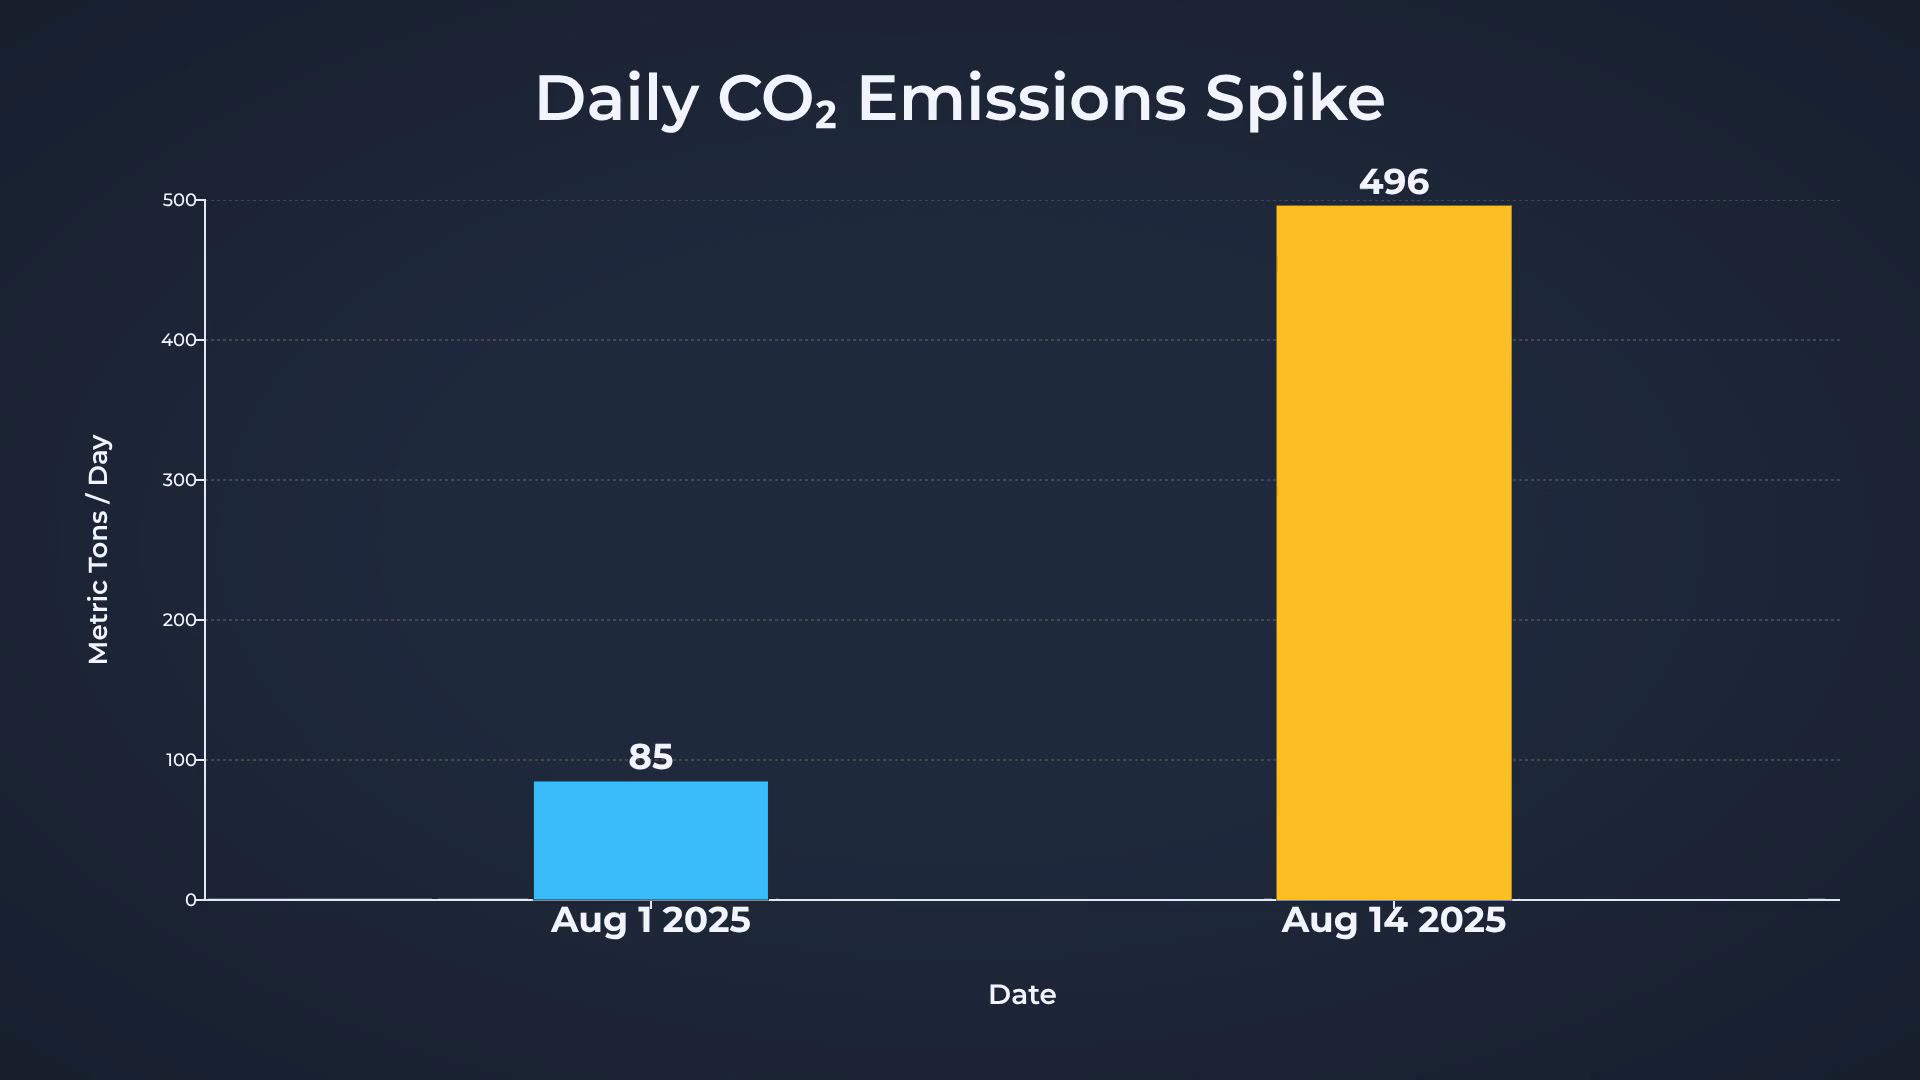 Daily CO₂ Emissions Spike
496
500
400
300
200
100
0
Metric Tons / Day
85
Aug 1 2025
Aug 14 2025
Date